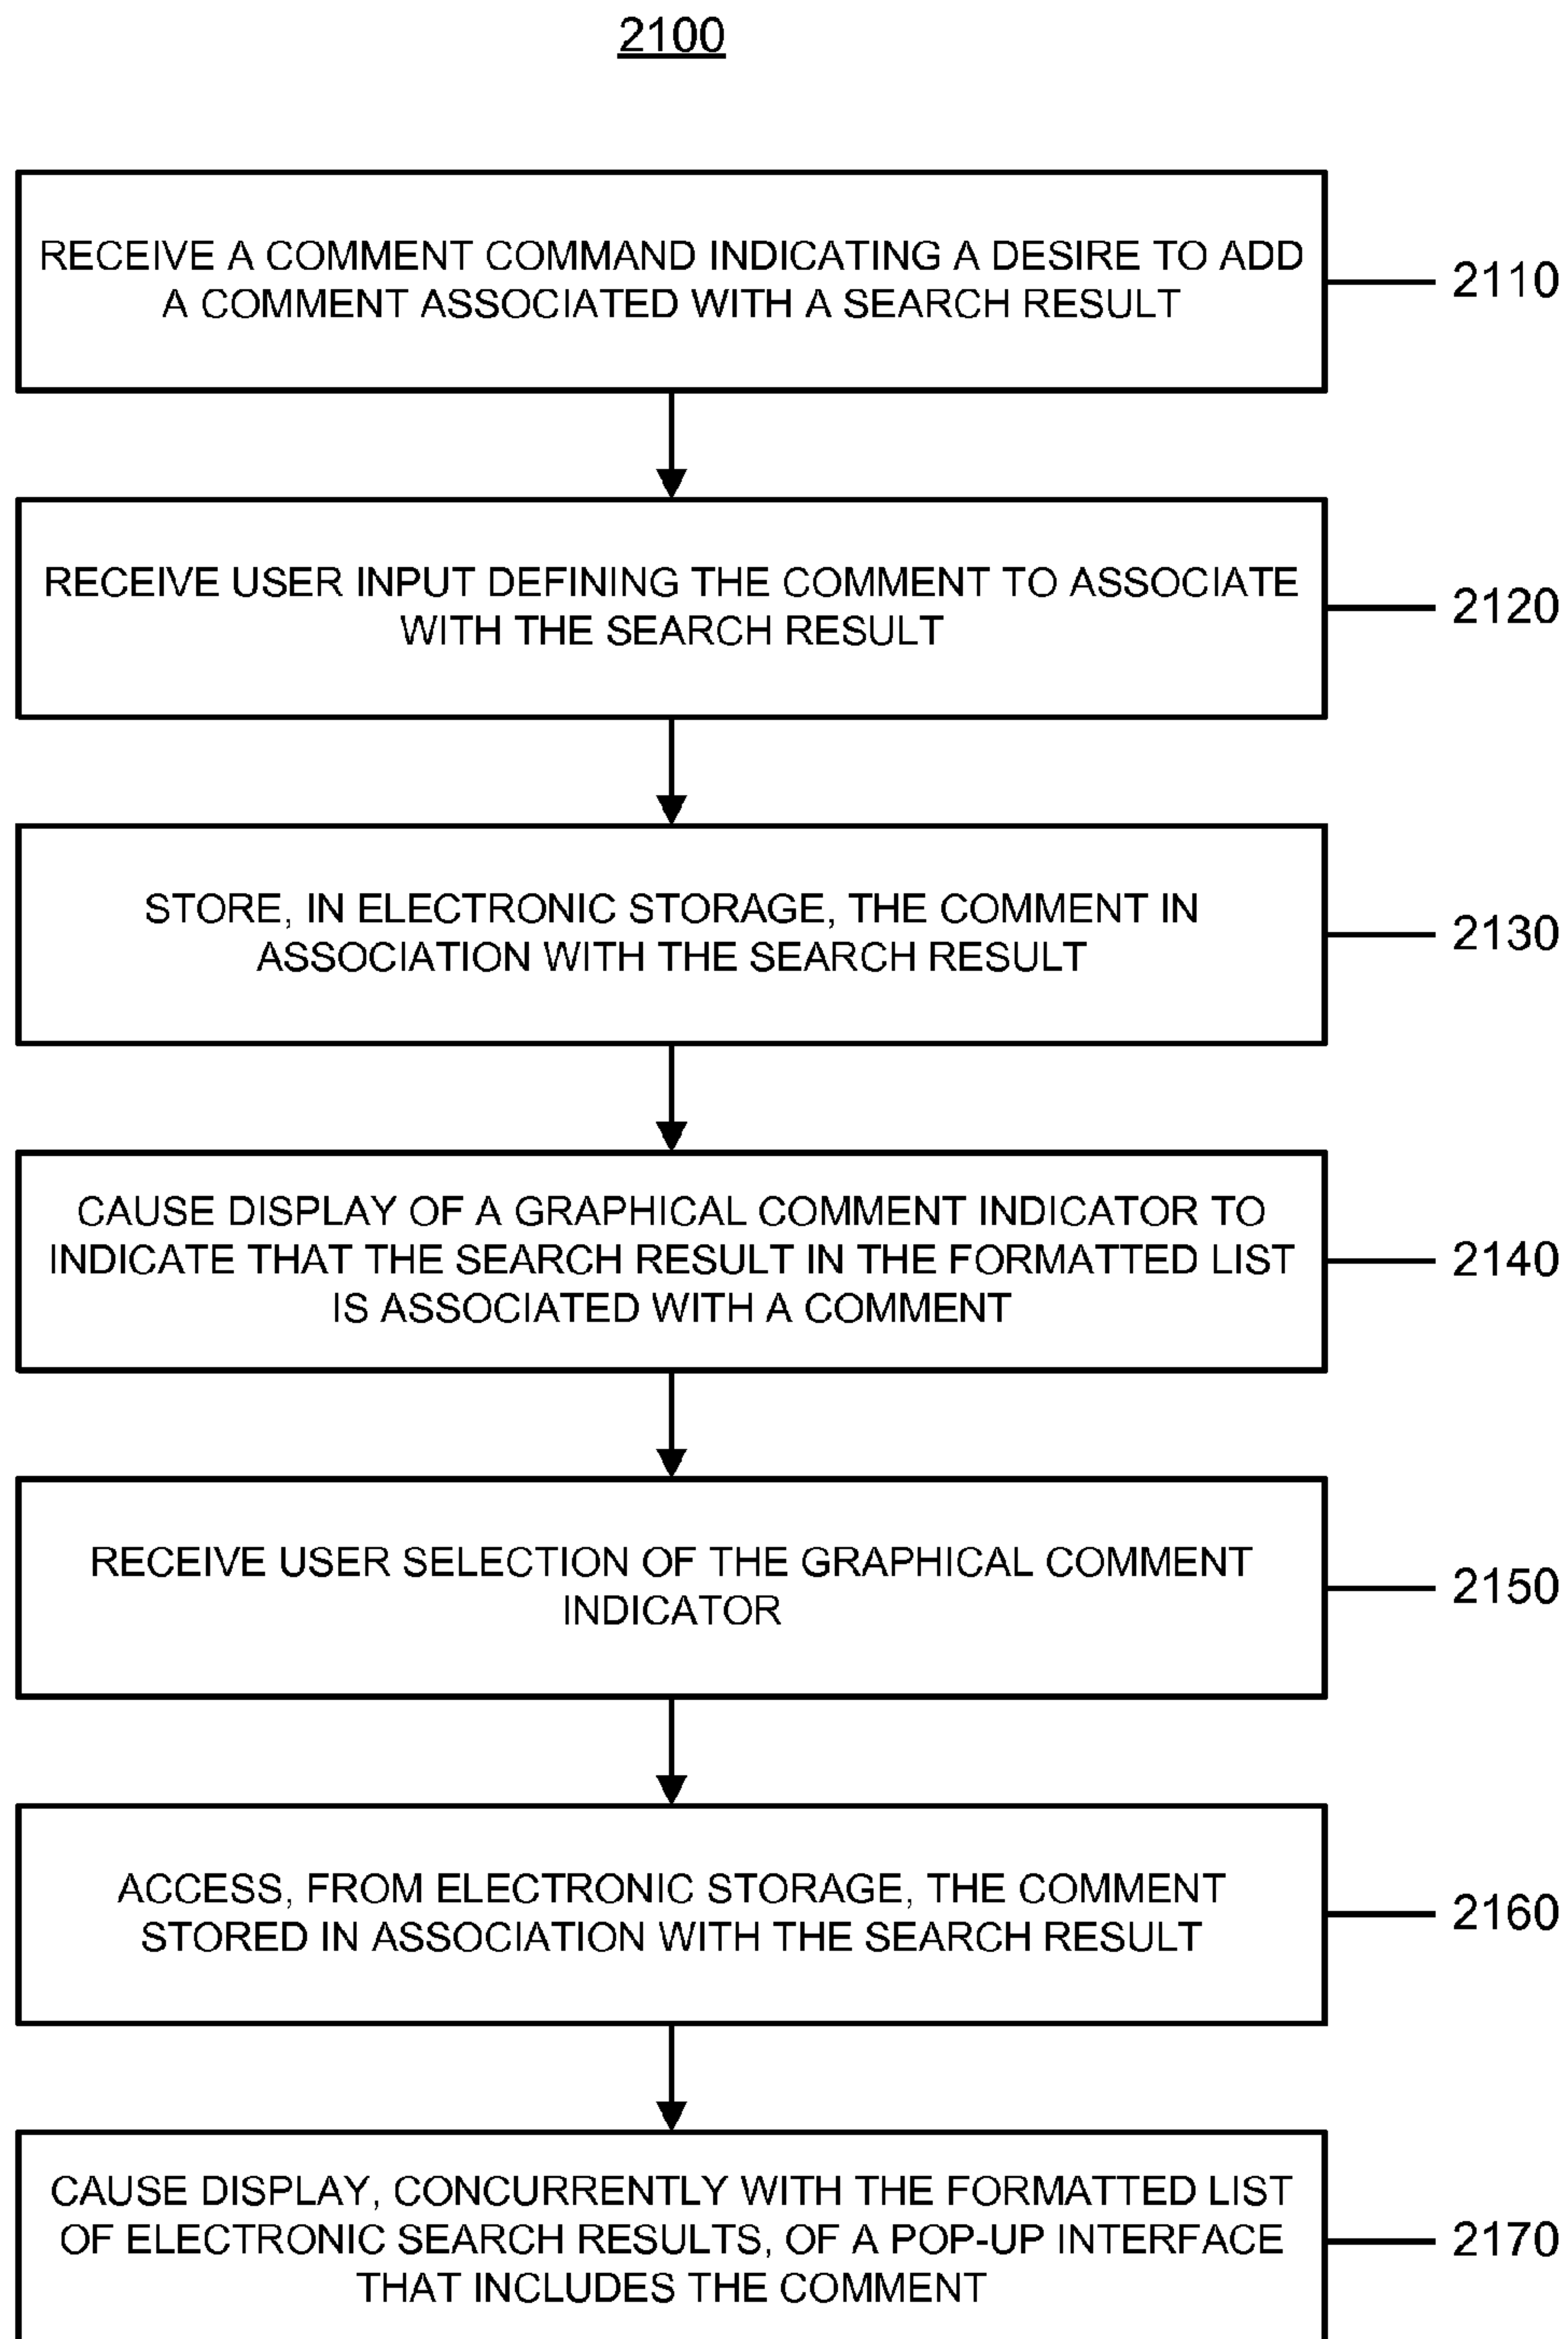 2100
RECEIVE A COMMENT COMMAND INDICATING A DESIRE TO ADD
A COMMENT ASSOCIATED WITH A SEARCH RESULT
2110
RECEIVE USER INPUT DEFINING THE COMMENT TO ASSOCIATE
WITH THE SEARCH RESULT
2120
STORE, IN ELECTRONIC STORAGE, THE COMMENT IN
ASSOCIATION WITH THE SEARCH RESULT
2130
CAUSE DISPLAY OF A GRAPHICAL COMMENT INDICATOR TO
INDICATE THAT THE SEARCH RESULT IN THE FORMATTED LIST
IS ASSOCIATED WITH A COMMENT
2140
RECEIVE USER SELECTION OF THE GRAPHICAL COMMENT
INDICATOR
2150
ACCESS, FROM ELECTRONIC STORAGE, THE COMMENT
STORED IN ASSOCIATION WITH THE SEARCH RESULT
2160
CAUSE DISPLAY, CONCURRENTLY WITH THE FORMATTED LIST
OF ELECTRONIC SEARCH RESULTS, OF A POP-UP INTERFACE
THAT INCLUDES THE COMMENT
2170